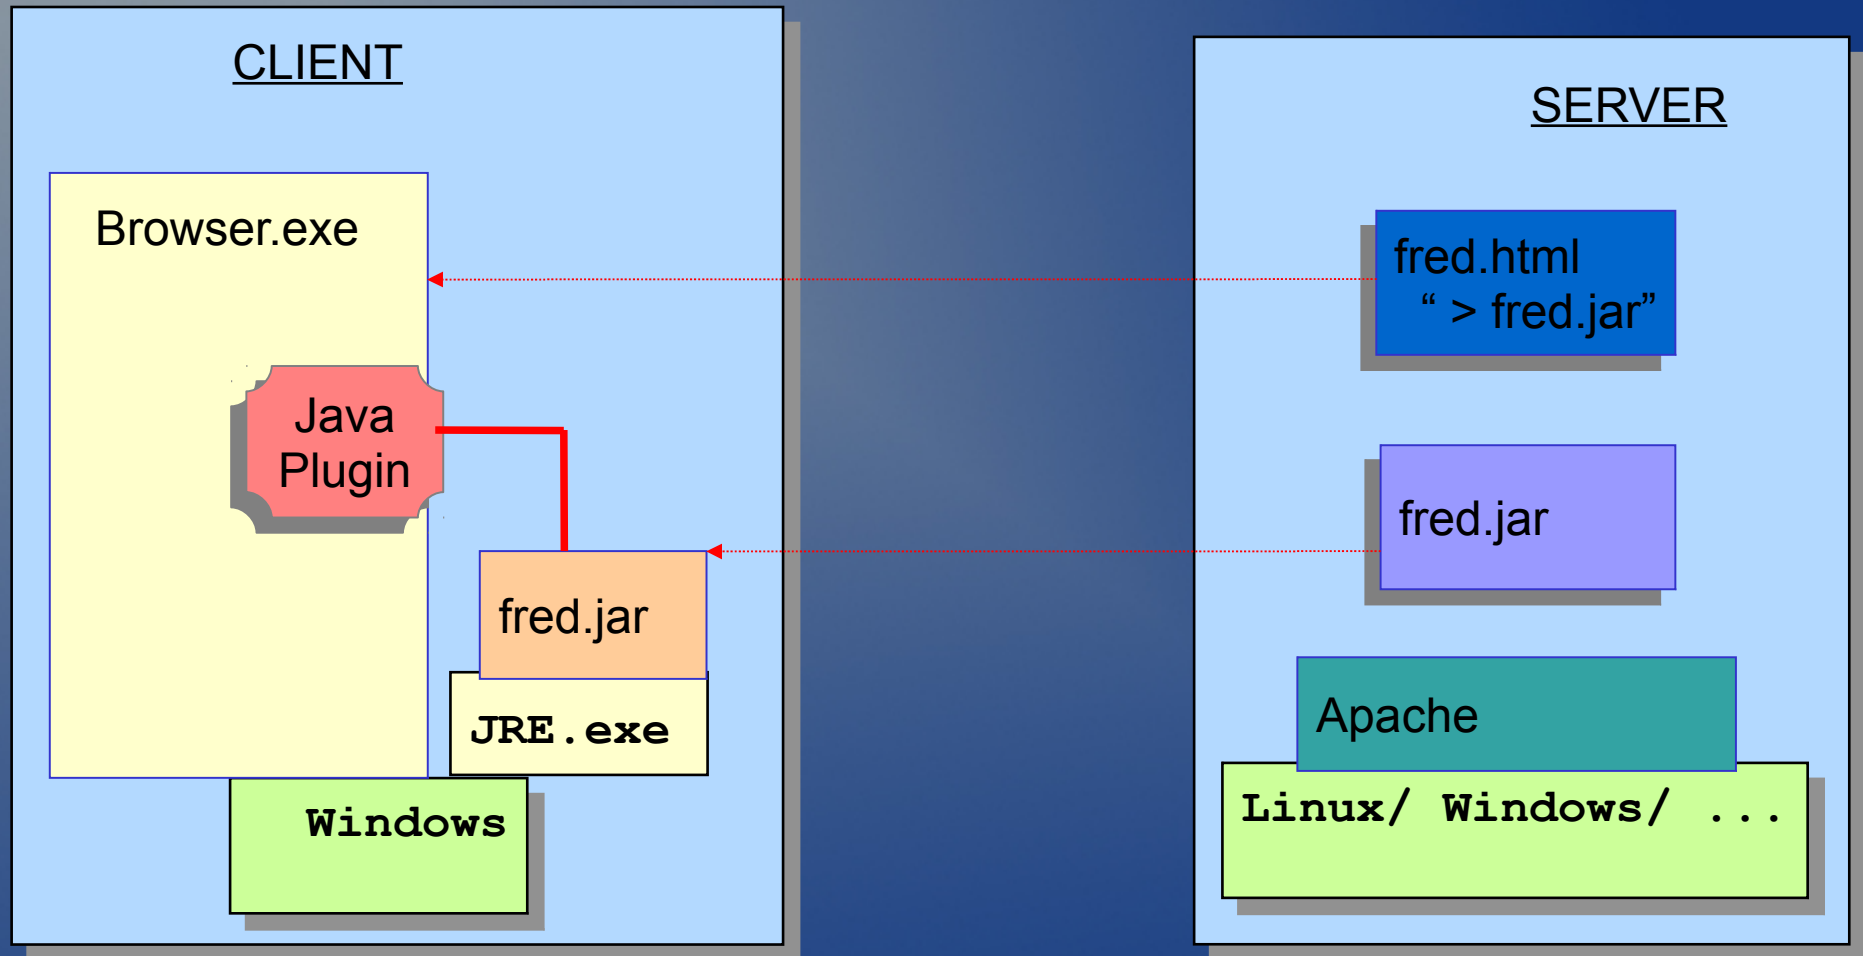 CLIENT
Browser.exe
Java
Plugin
fred.jar
JRE.exe
Windows
SERVER
fred.html
“ > fred.jar”
fred.jar
Apache
Linux/ Windows/ ...